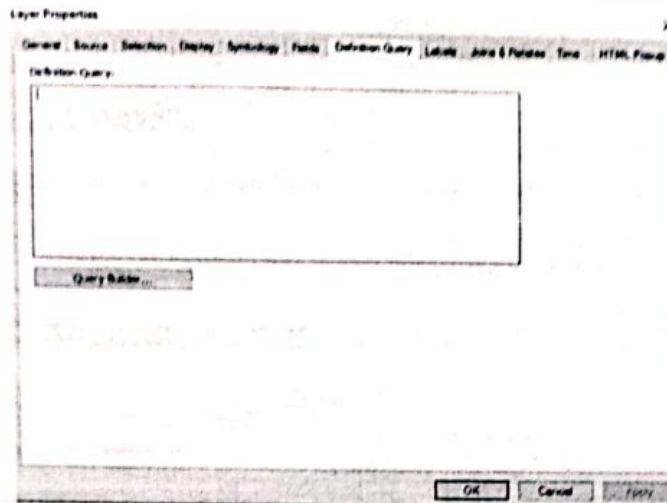 Layer Properties
General Source Selection Display Symbology Fields Definition Query Labels Joins & Relates Time HTML Popup
Definition Query:
Query Builder...
OK Cancel Apply